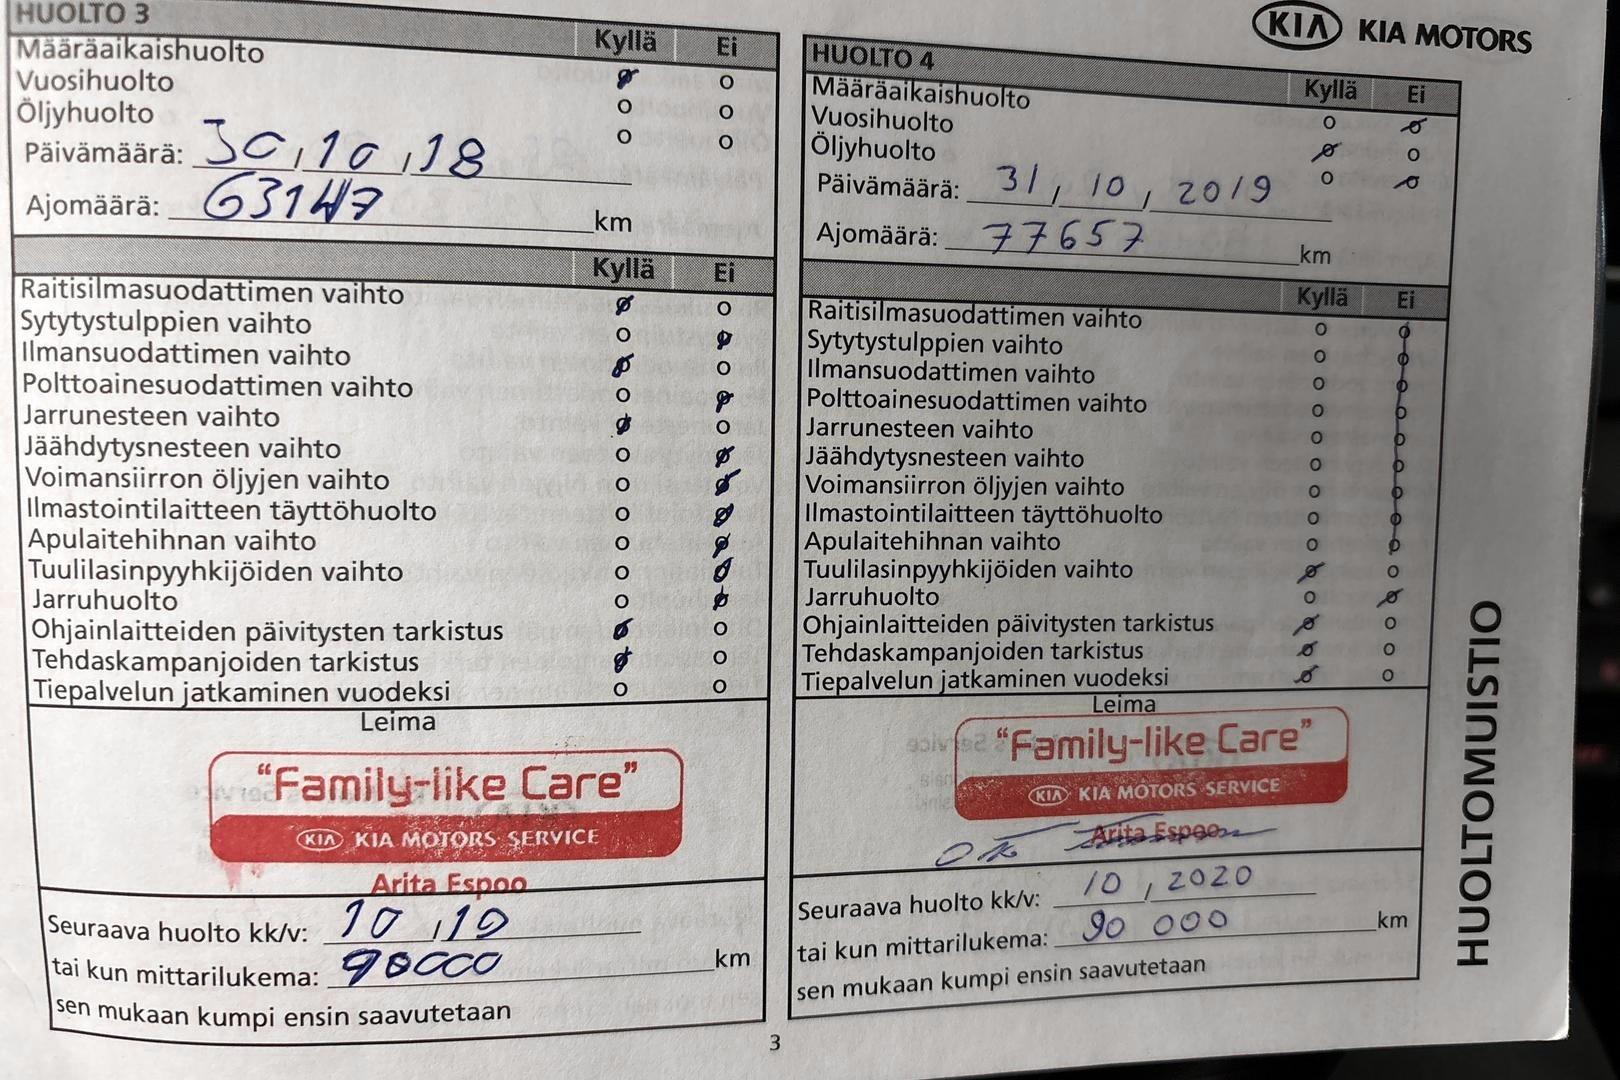 HUOLTO 3
Kyllä Ei
Määräaikaishuolto
Vuosihuolto
Öljyhuolto
Päivämäärä: 30, 10, 18
Ajomäärä: 63147 km
Kyllä Ei
Raitisilmasuodattimen vaihto
Sytytystulppien vaihto
Ilmansuodattimen vaihto
Polttoainesuodattimen vaihto
Jarrunesteen vaihto
Jäähdytysnesteen vaihto
Voimansiirron öljyjen vaihto
Ilmastointilaitteen täyttöhuolto
Apulaitehihnan vaihto
Tuulilasinpyyhkijöiden vaihto
Jarruhuolto
Ohjainlaitteiden päivitysten tarkistus
Tehdaskampanjoiden tarkistus
Tiepalvelun jatkaminen vuodeksi
Leima
"Family-like Care"
KIA KIA MOTORS SERVICE
Arita Espoo
Seuraava huolto kk/v: 10, 19
tai kun mittarilukema: 90000 km
sen mukaan kumpi ensin saavutetaan
KIA KIA MOTORS
HUOLTO 4
Kyllä Ei
Määräaikaishuolto
Vuosihuolto
Öljyhuolto
Päivämäärä: 31, 10, 2019
Ajomäärä: 77657 km
Kyllä Ei
Raitisilmasuodattimen vaihto
Sytytystulppien vaihto
Ilmansuodattimen vaihto
Polttoainesuodattimen vaihto
Jarrunesteen vaihto
Jäähdytysnesteen vaihto
Voimansiirron öljyjen vaihto
Ilmastointilaitteen täyttöhuolto
Apulaitehihnan vaihto
Tuulilasinpyyhkijöiden vaihto
Jarruhuolto
Ohjainlaitteiden päivitysten tarkistus
Tehdaskampanjoiden tarkistus
Tiepalvelun jatkaminen vuodeksi
Leima
"Family-like Care"
KIA KIA MOTORS SERVICE
Arita Espoo
Seuraava huolto kk/v: 10, 2020
tai kun mittarilukema: 90 000 km
sen mukaan kumpi ensin saavutetaan
HUOLTOMUISTIO
3